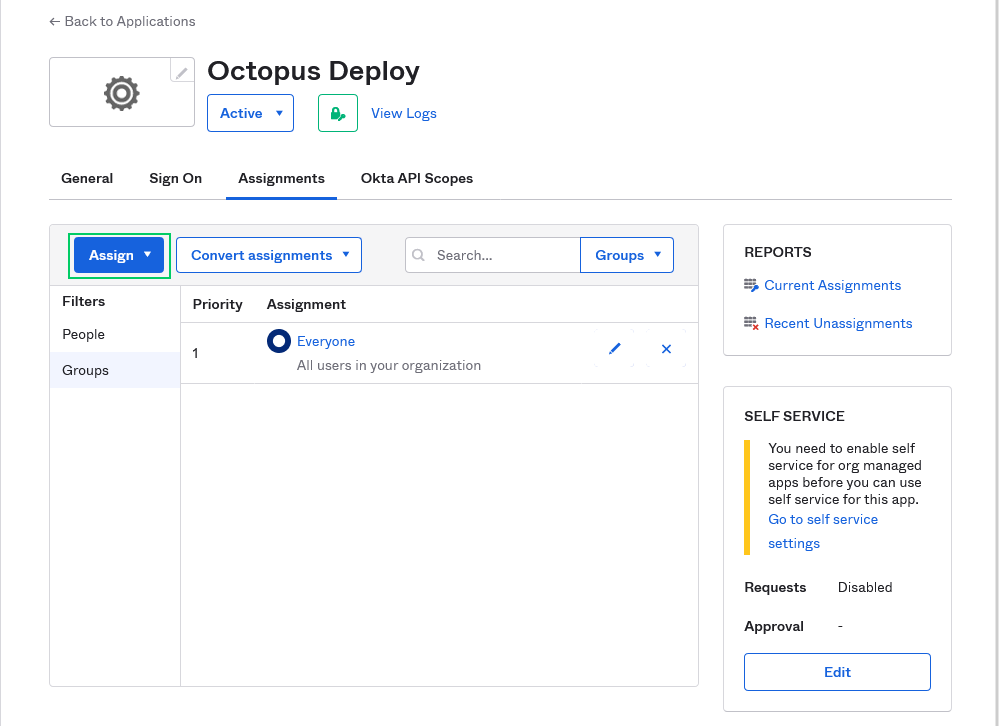 ← Back to Applications
Octopus Deploy
Active
View Logs
General Sign On Assignments Okta API Scopes
Assign Convert assignments Search... Groups
Filters
People
Groups
Priority Assignment
1
Everyone
All users in your organization
REPORTS
Current Assignments
Recent Unassignments
SELF SERVICE
You need to enable self
service for org managed
apps before you can use
self service for this app.
Go to self service
settings
Requests Disabled
Approval -
Edit